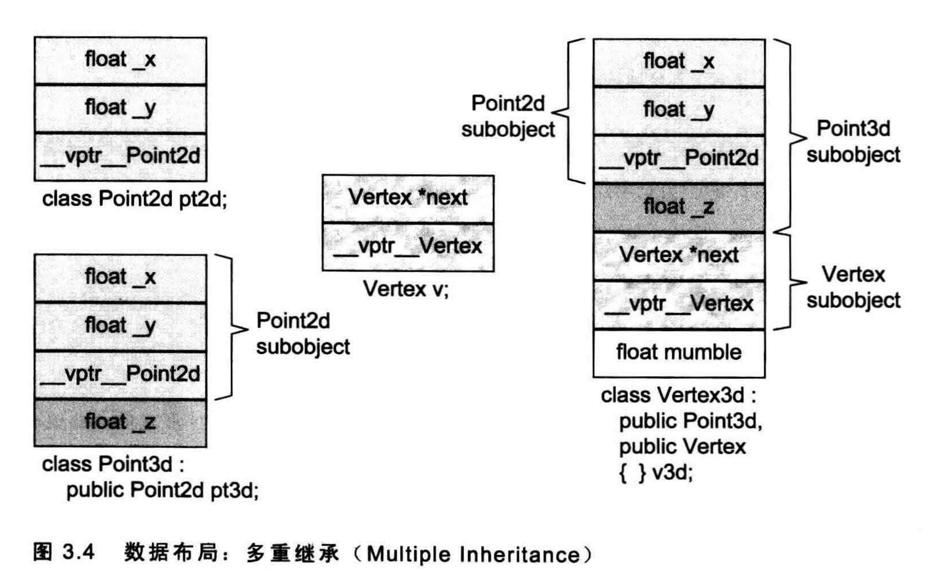 float _x
float _y
__vptr__Point2d
class Point2d pt2d;
float _x
float _y
__vptr__Point2d
float _z
Point2d
subobject
class Point3d :
public Point2d pt3d;
Vertex *next
__vptr__Vertex
Vertex v;
Point2d
subobject
float _x
float _y
__vptr__Point2d
float _z
Vertex *next
__vptr__Vertex
float mumble
Point3d
subobject
Vertex
subobject
class Vertex3d :
public Point3d,
public Vertex
{ } v3d;
图 3.4 数据布局：多重继承（Multiple Inheritance）